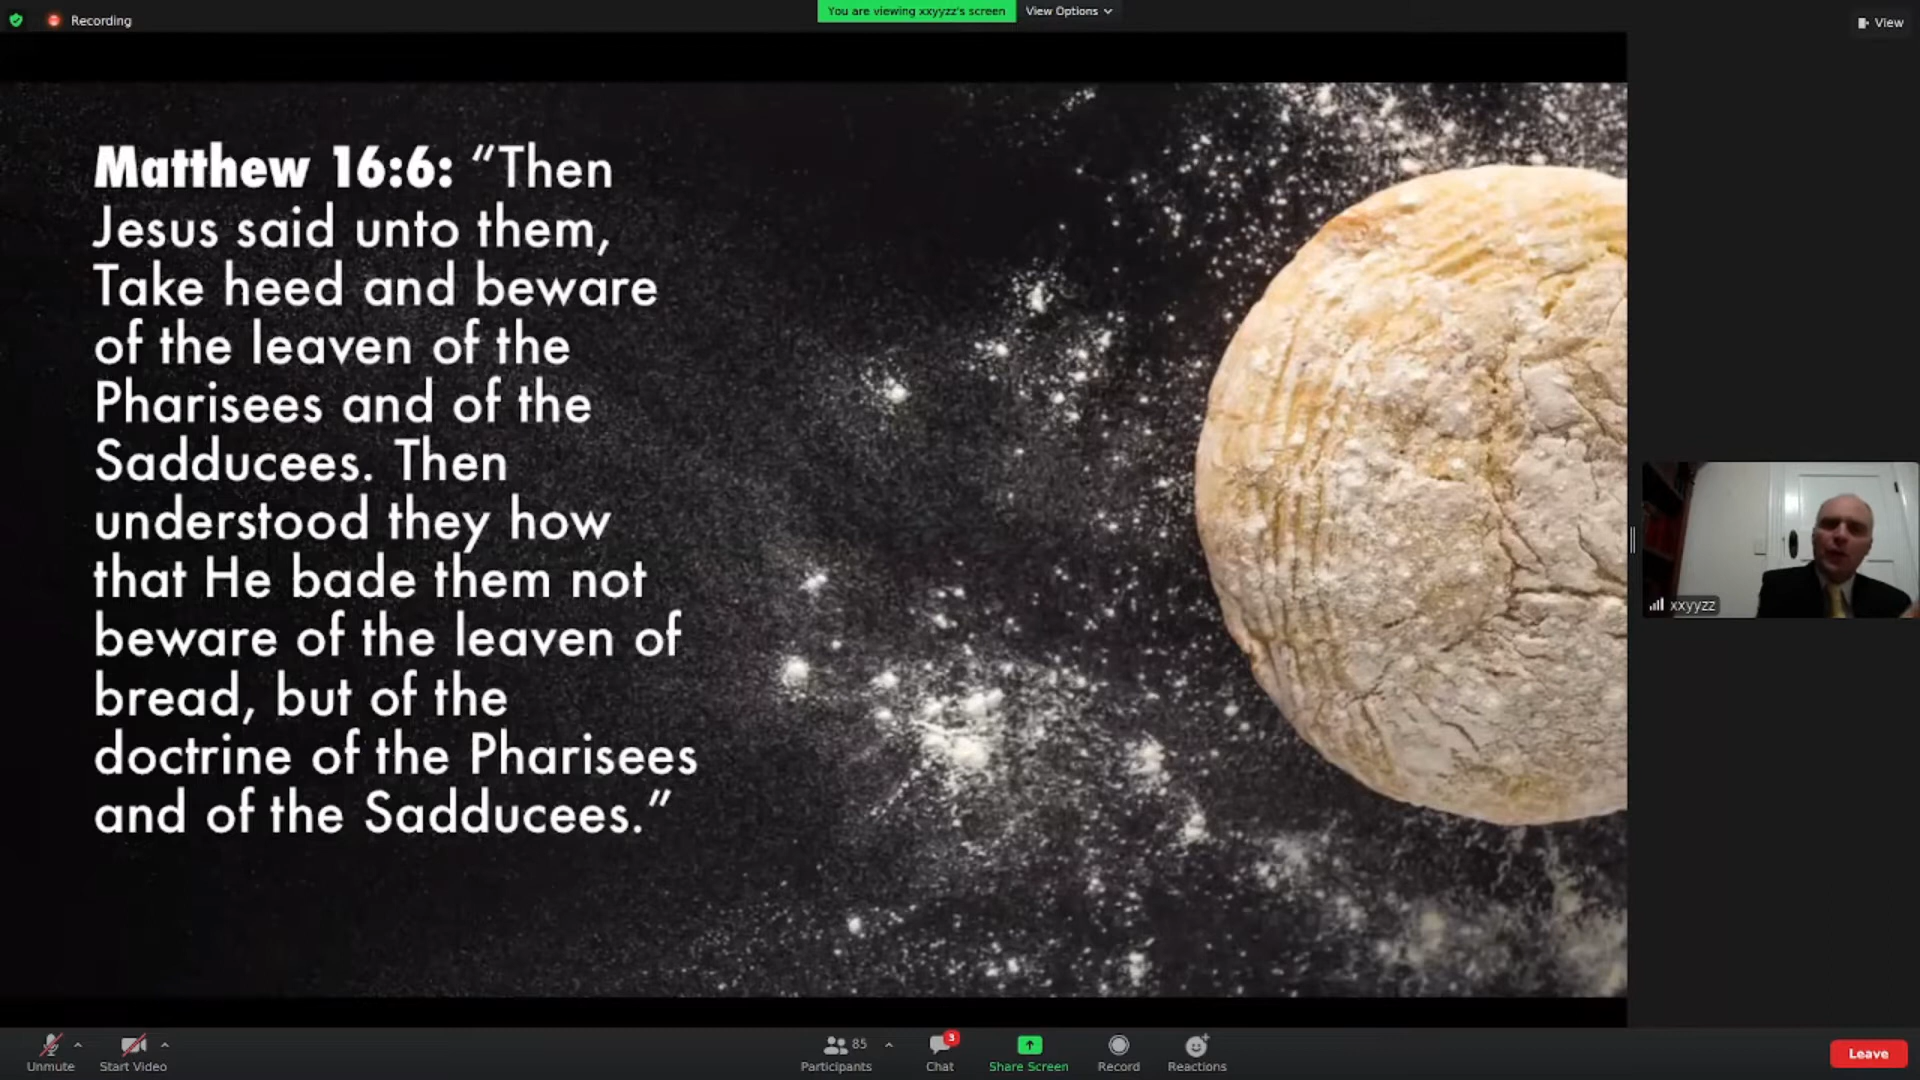 Recording
You are viewing xxyyzz's screen
View Options
View
Matthew 16:6: “Then
Jesus said unto them,
Take heed and beware
of the leaven of the
Pharisees and of the
Sadducees. Then
understood they how
that He bade them not
beware of the leaven of
bread, but of the
doctrine of the Pharisees
and of the Sadducees.”
xxyyzz
Unmute
Start Video
85
Participants
3
Chat
Share Screen
Record
Reactions
Leave